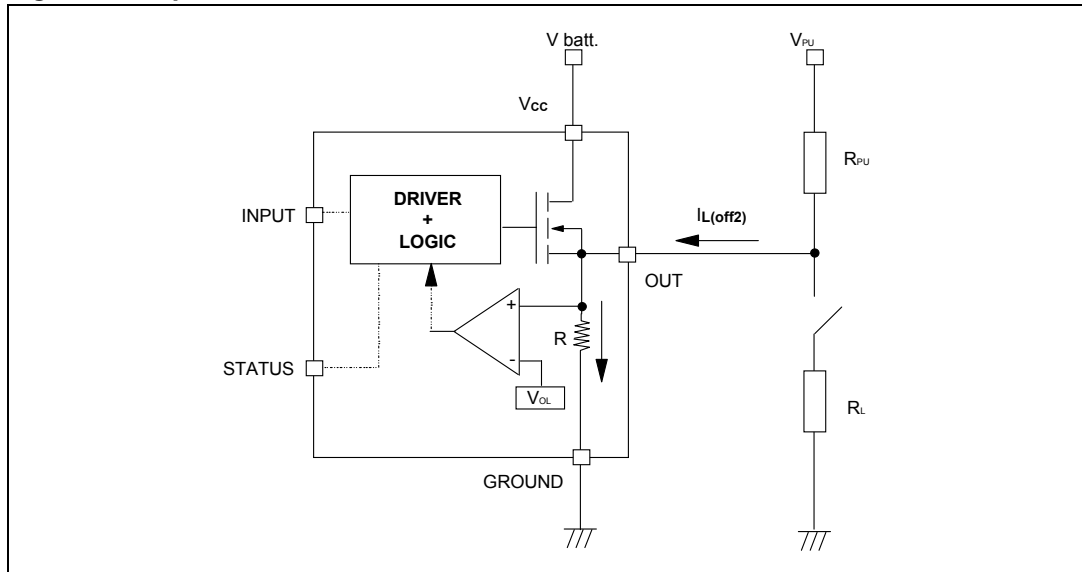 V batt.
VPU
VCC
RPU
DRIVER
+
LOGIC
INPUT
IL(off2)
OUT
+
R
-
STATUS
VOL
RL
GROUND